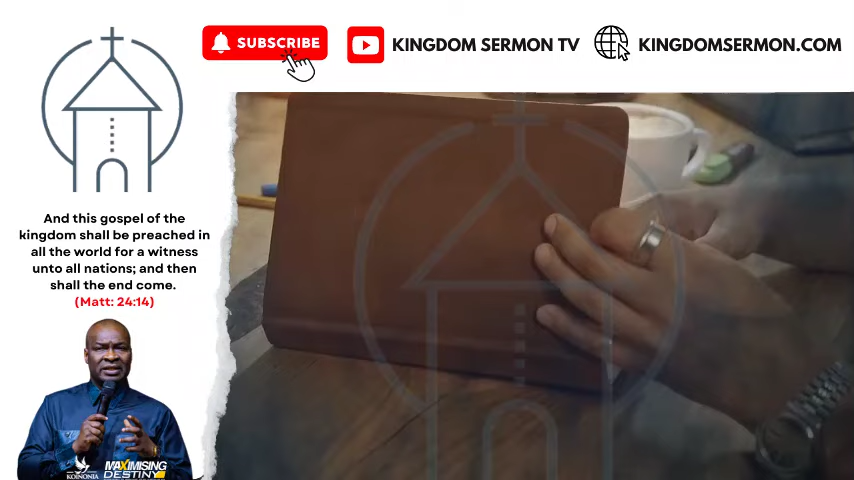 SUBSCRIBE
KINGDOM SERMON TV
KINGDOMSERMON.COM
And this gospel of the
kingdom shall be preached in
all the world for a witness
unto all nations; and then
shall the end come.
(Matt: 24:14)
KOINONIA
MAXIMISING
DESTINY